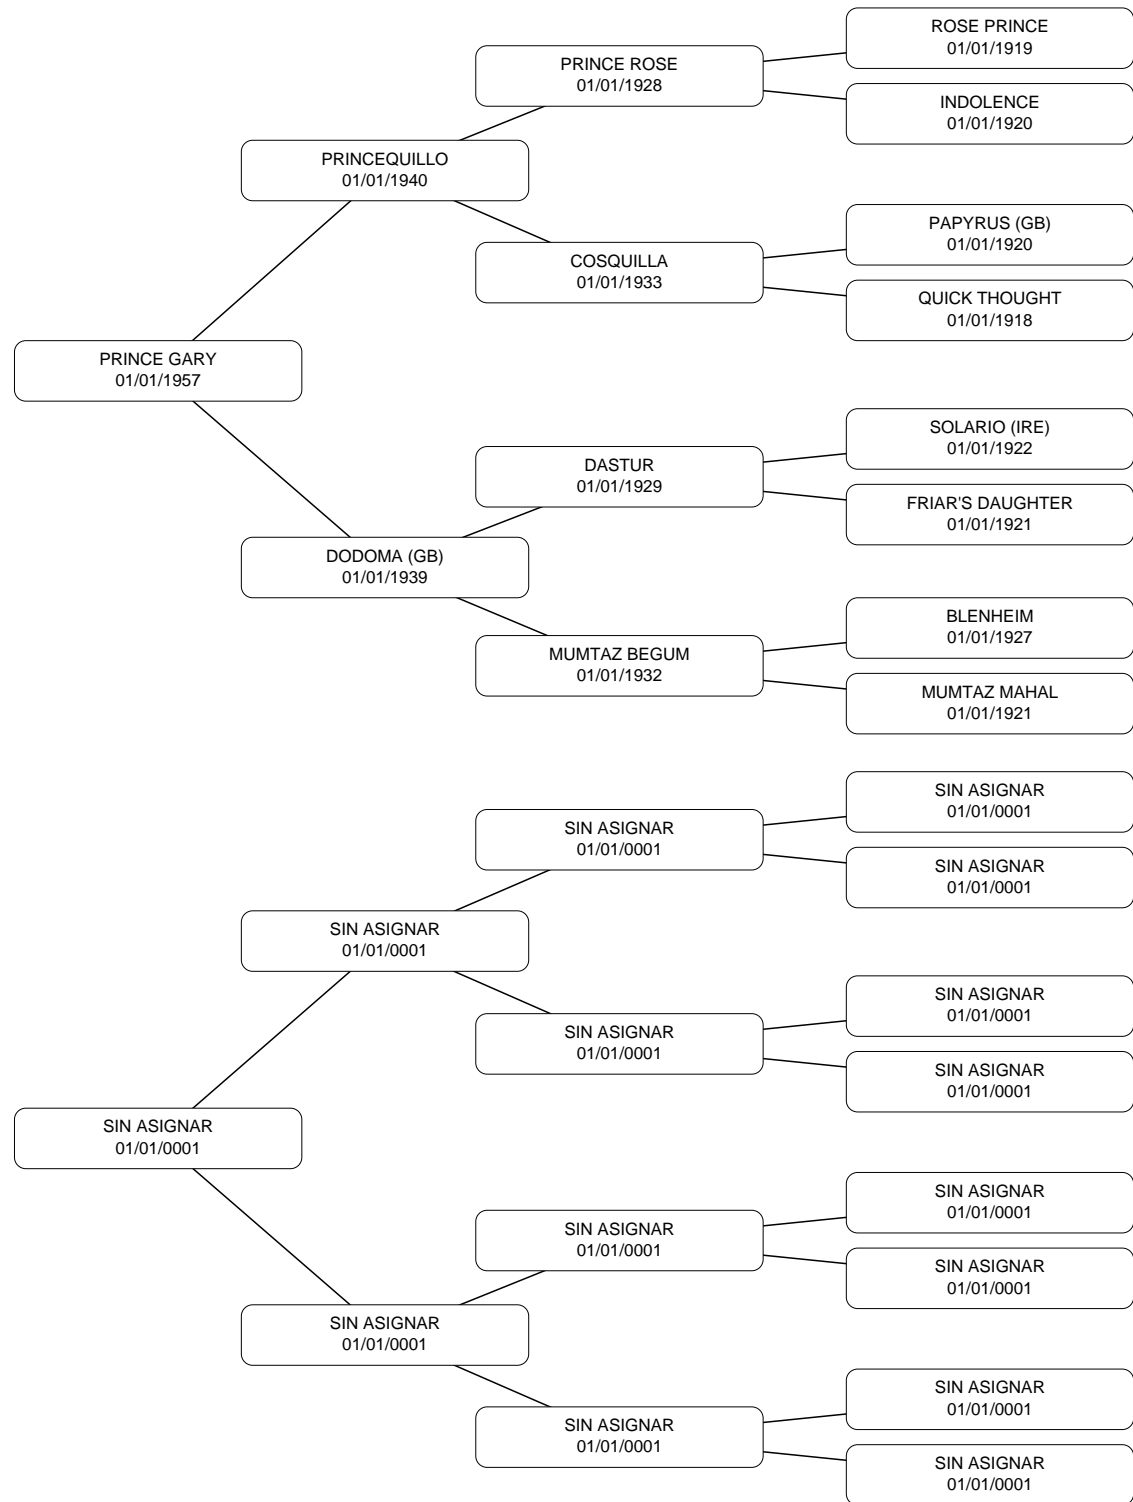 ROSE PRINCE
01/01/1919
PRINCE ROSE
01/01/1928
INDOLENCE
01/01/1920
PRINCEQUILLO
01/01/1940
PAPYRUS (GB)
01/01/1920
COSQUILLA
01/01/1933
QUICK THOUGHT
01/01/1918
PRINCE GARY
01/01/1957
SOLARIO (IRE)
01/01/1922
DASTUR
01/01/1929
FRIAR'S DAUGHTER
01/01/1921
DODOMA (GB)
01/01/1939
BLENHEIM
01/01/1927
MUMTAZ BEGUM
01/01/1932
MUMTAZ MAHAL
01/01/1921
SIN ASIGNAR
01/01/0001
SIN ASIGNAR
01/01/0001
SIN ASIGNAR
01/01/0001
SIN ASIGNAR
01/01/0001
SIN ASIGNAR
01/01/0001
SIN ASIGNAR
01/01/0001
SIN ASIGNAR
01/01/0001
SIN ASIGNAR
01/01/0001
SIN ASIGNAR
01/01/0001
SIN ASIGNAR
01/01/0001
SIN ASIGNAR
01/01/0001
SIN ASIGNAR
01/01/0001
SIN ASIGNAR
01/01/0001
SIN ASIGNAR
01/01/0001
SIN ASIGNAR
01/01/0001